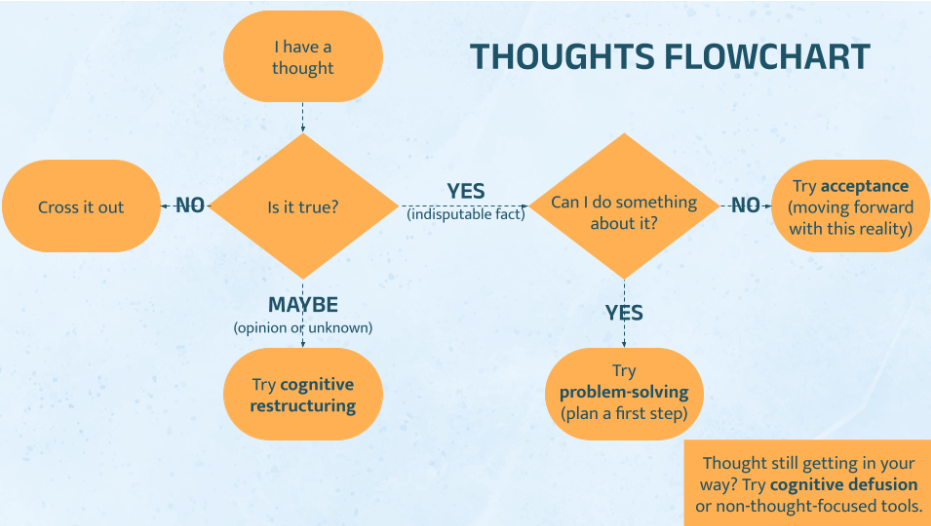 THOUGHTS FLOWCHART
I have a
thought
Is it true?
NO
Cross it out
YES
(indisputable fact)
Can I do something
about it?
NO
Try acceptance
(moving forward
with this reality)
MAYBE
(opinion or unknown)
Try cognitive
restructuring
YES
Try
problem-solving
(plan a first step)
Thought still getting in your
way? Try cognitive defusion
or non-thought-focused tools.